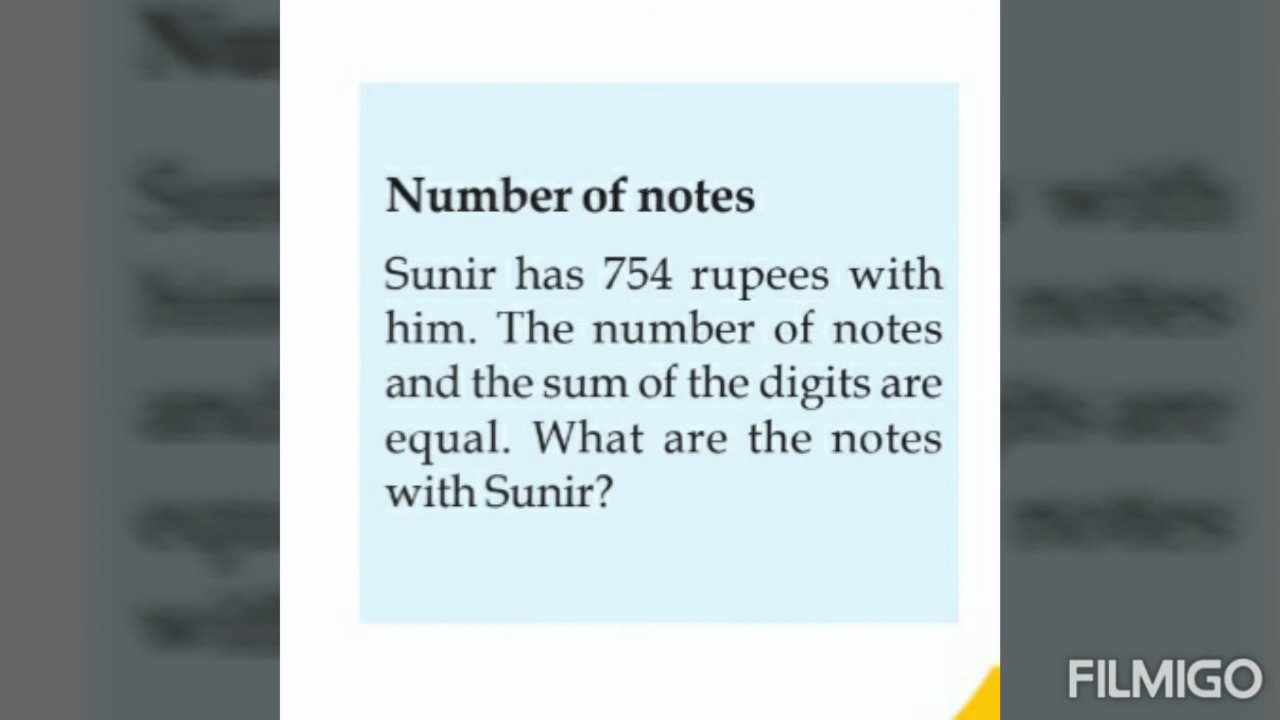 Number of notes
Sunir has 754 rupees with
him. The number of notes
and the sum of the digits are
equal. What are the notes
with Sunir?
FILMIGO